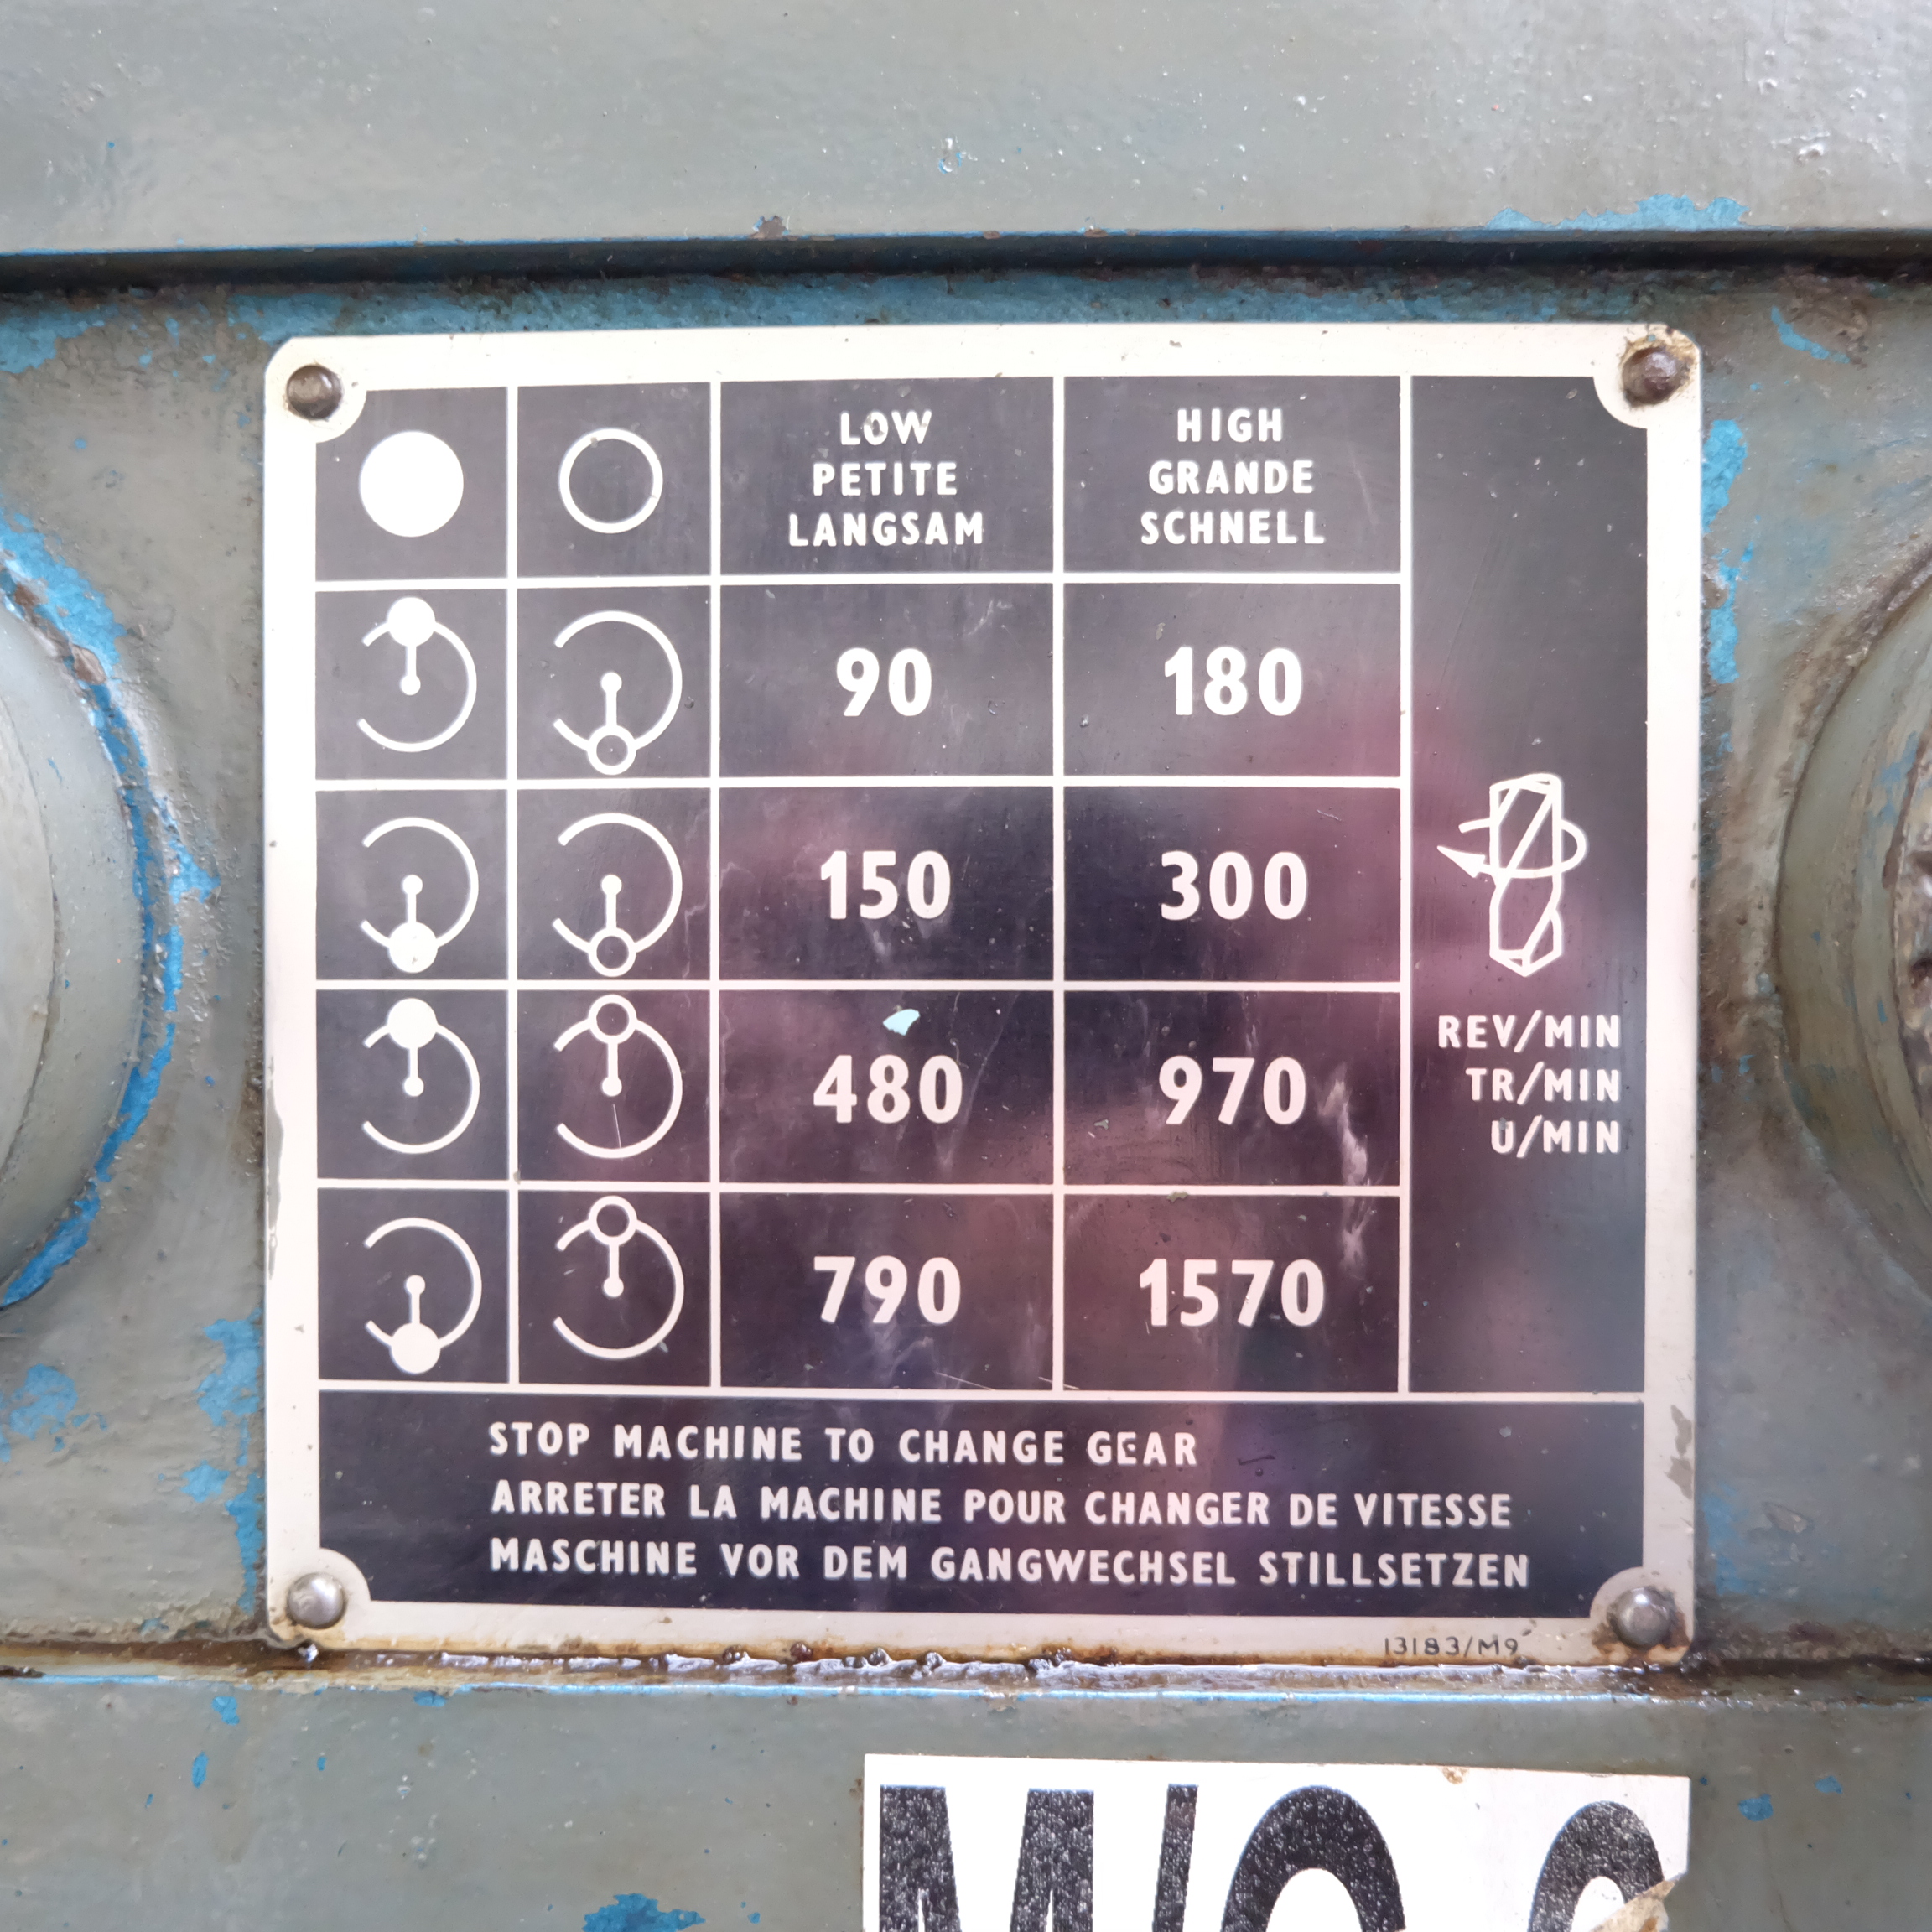 LOW
PETITE
LANGSAM
HIGH
GRANDE
SCHNELL
90 180
150 300
480 970
790 1570
REV/MIN
TR/MIN
U/MIN
STOP MACHINE TO CHANGE GEAR
ARRETER LA MACHINE POUR CHANGER DE VITESSE
MASCHINE VOR DEM GANGWECHSEL STILLSETZEN
13183/M9